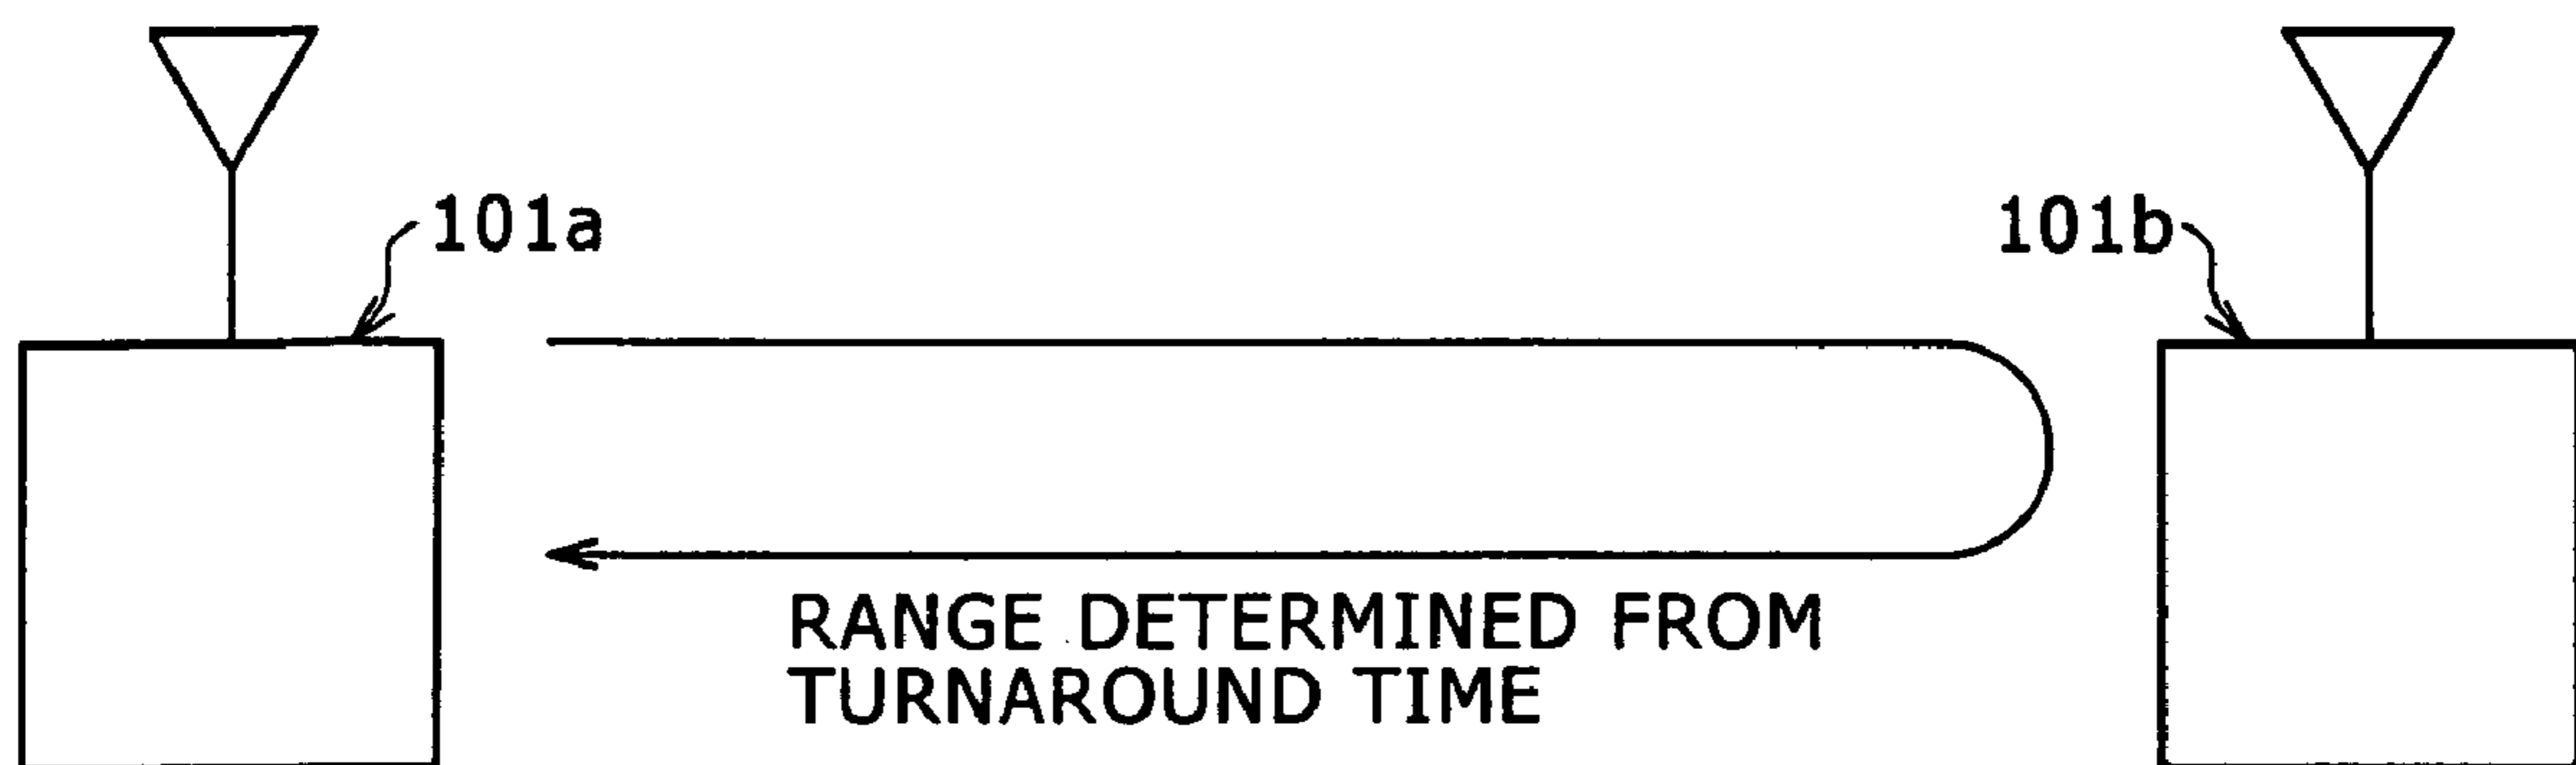 101a
101b
RANGE DETERMINED FROM
TURNAROUND TIME